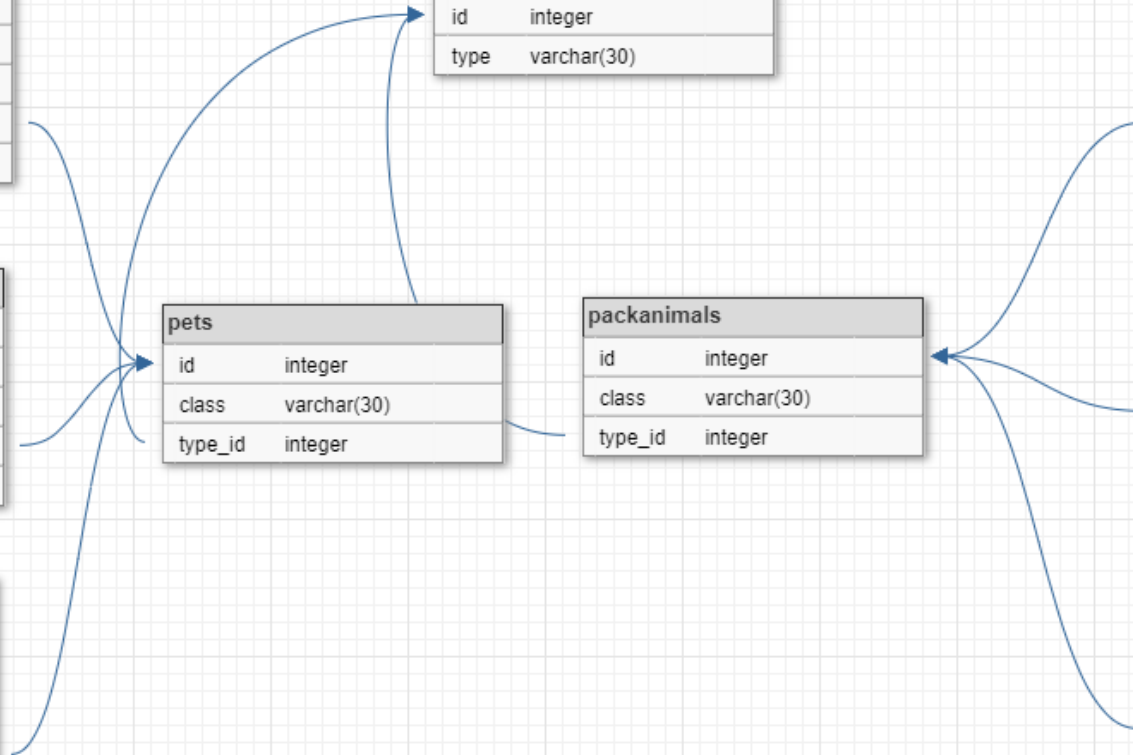 id integer
type varchar(30)
pets
id integer
class varchar(30)
type_id integer
packanimals
id integer
class varchar(30)
type_id integer